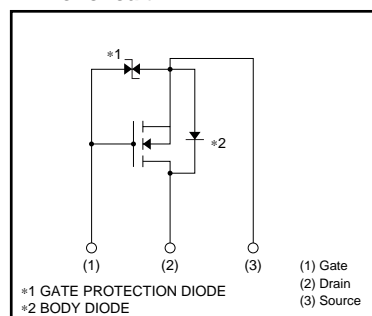 *1
*2
(1) (2) (3)
(1) Gate
(2) Drain
(3) Source
*1 GATE PROTECTION DIODE
*2 BODY DIODE